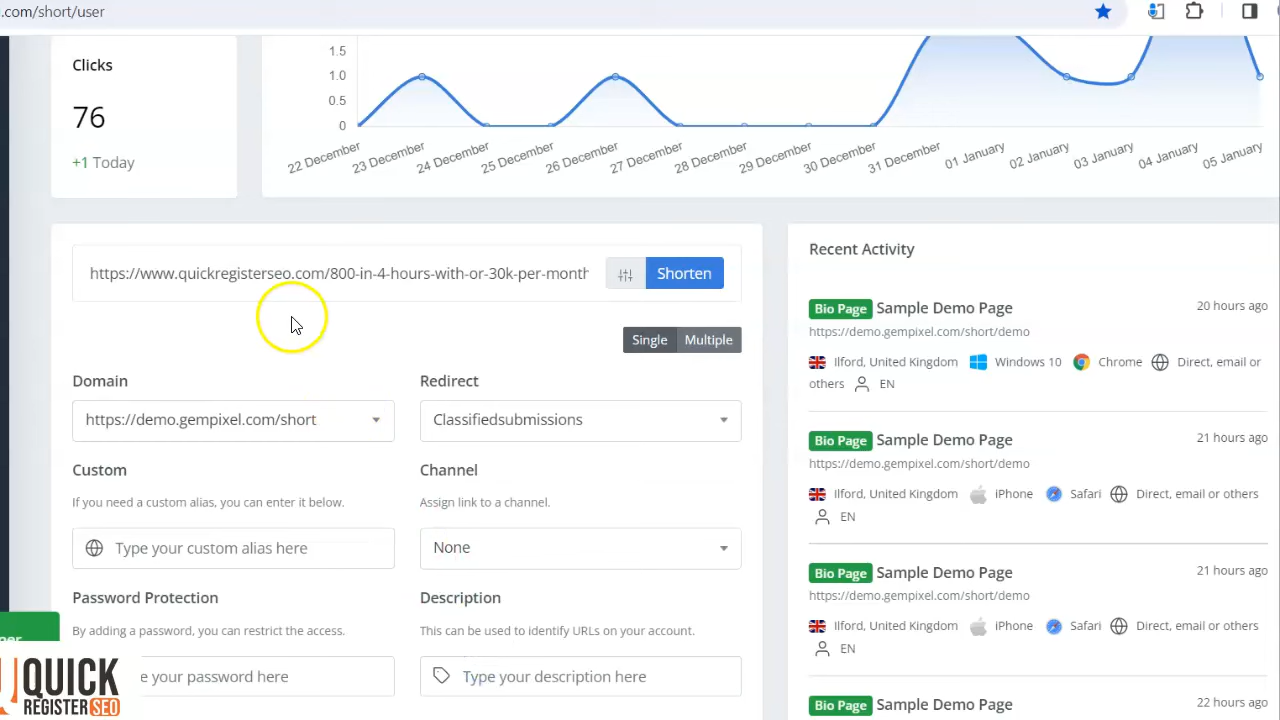 .com/short/user
Clicks
76
+1 Today
1.5
1.0
0.5
0
22 December
23 December
24 December
25 December
26 December
27 December
28 December
29 December
30 December
31 December
01 January
02 January
03 January
04 January
05 January
https://www.quickregisterseo.com/800-in-4-hours-with-or-30k-per-month
Shorten
Single Multiple
Domain
https://demo.gempixel.com/short
Redirect
Classifiedsubmissions
Custom
If you need a custom alias, you can enter it below.
Type your custom alias here
Channel
Assign link to a channel.
None
Password Protection
By adding a password, you can restrict the access.
e your password here
Description
This can be used to identify URLs on your account.
Type your description here
QUICK
REGISTER SEO
Recent Activity
Bio Page Sample Demo Page 20 hours ago
https://demo.gempixel.com/short/demo
Ilford, United Kingdom Windows 10 Chrome Direct, email or
others EN
Bio Page Sample Demo Page 21 hours ago
https://demo.gempixel.com/short/demo
Ilford, United Kingdom iPhone Safari Direct, email or others
EN
Bio Page Sample Demo Page 21 hours ago
https://demo.gempixel.com/short/demo
Ilford, United Kingdom iPhone Safari Direct, email or others
EN
Bio Page Sample Demo Page 22 hours ago